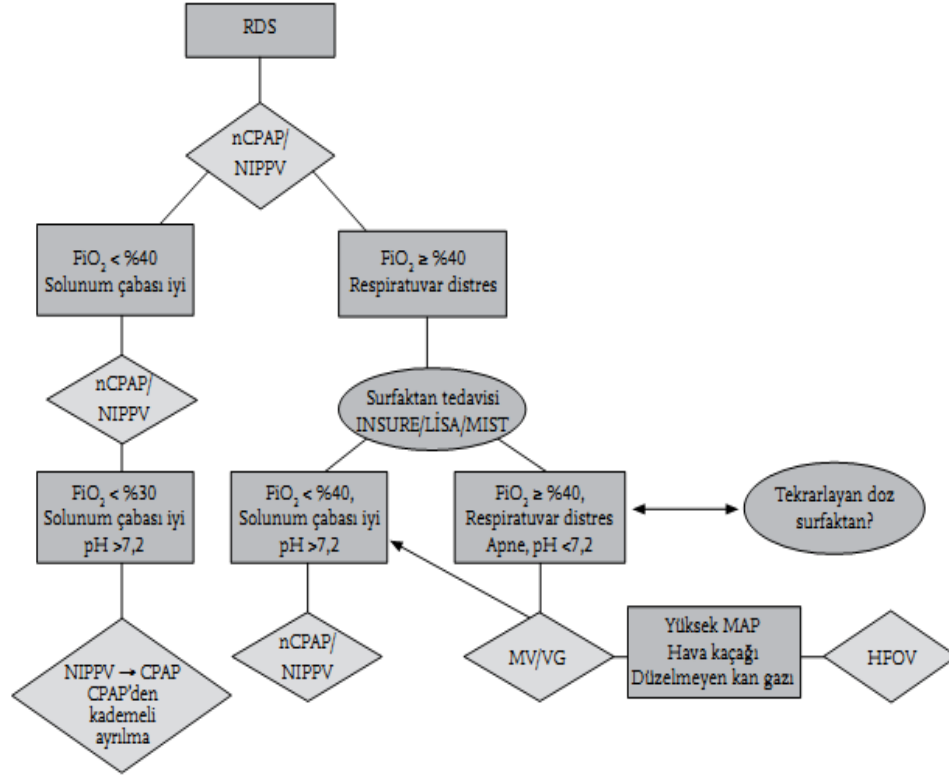 RDS
nCPAP/
NIPPV
FiO₂ < %40
Solunum çabası iyi
FiO₂ ≥ %40
Respiratuvar distres
nCPAP/
NIPPV
Surfaktan tedavisi
INSURE/LİSA/MIST
FiO₂ < %30
Solunum çabası iyi
pH >7,2
FiO₂ < %40,
Solunum çabası iyi
pH >7,2
FiO₂ ≥ %40,
Respiratuvar distres
Apne, pH <7,2
Tekrarlayan doz
surfaktan?
NIPPV → CPAP
CPAP'den
kademeli
ayrılma
nCPAP/
NIPPV
MV/VG
Yüksek MAP
Hava kaçağı
Düzelmeyen kan gazı
HFOV